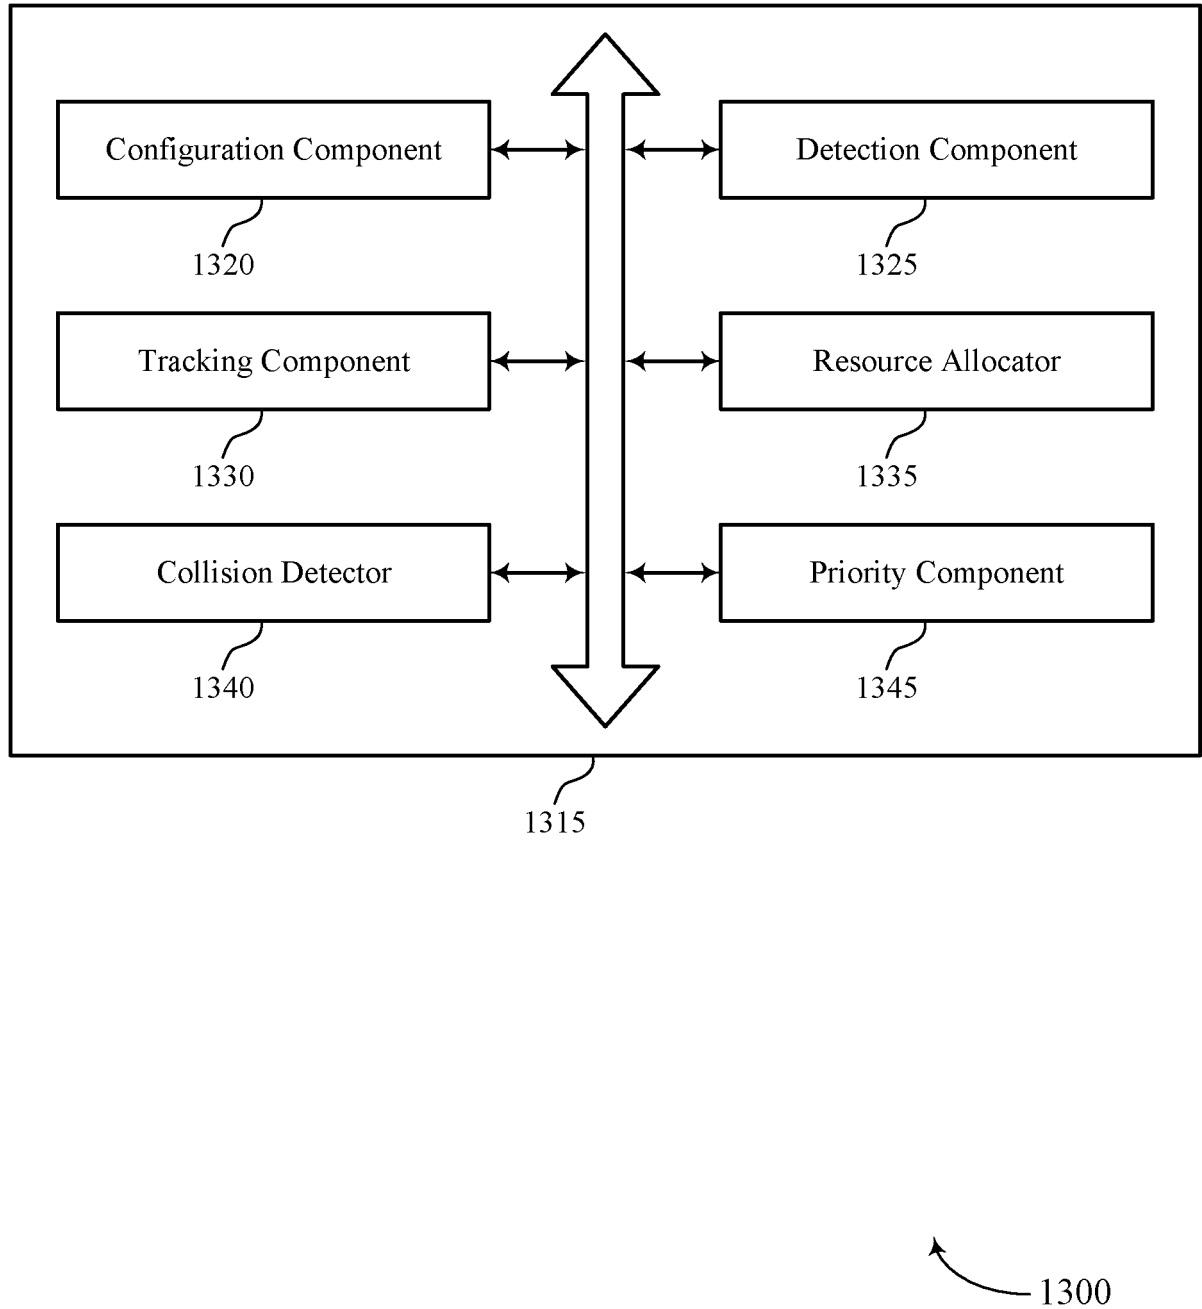 Configuration Component
Detection Component
1320
1325
Tracking Component
Resource Allocator
1330
1335
Collision Detector
Priority Component
1340
1345
1315
1300